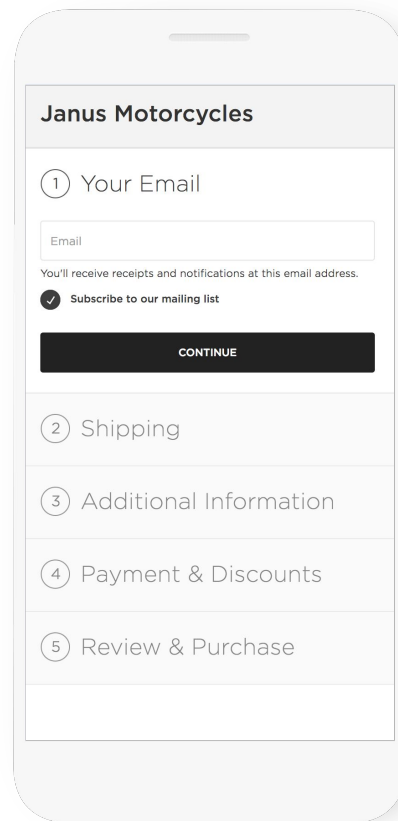 Janus Motorcycles
1 Your Email
Email
You'll receive receipts and notifications at this email address.
Subscribe to our mailing list
CONTINUE
2 Shipping
3 Additional Information
4 Payment & Discounts
5 Review & Purchase